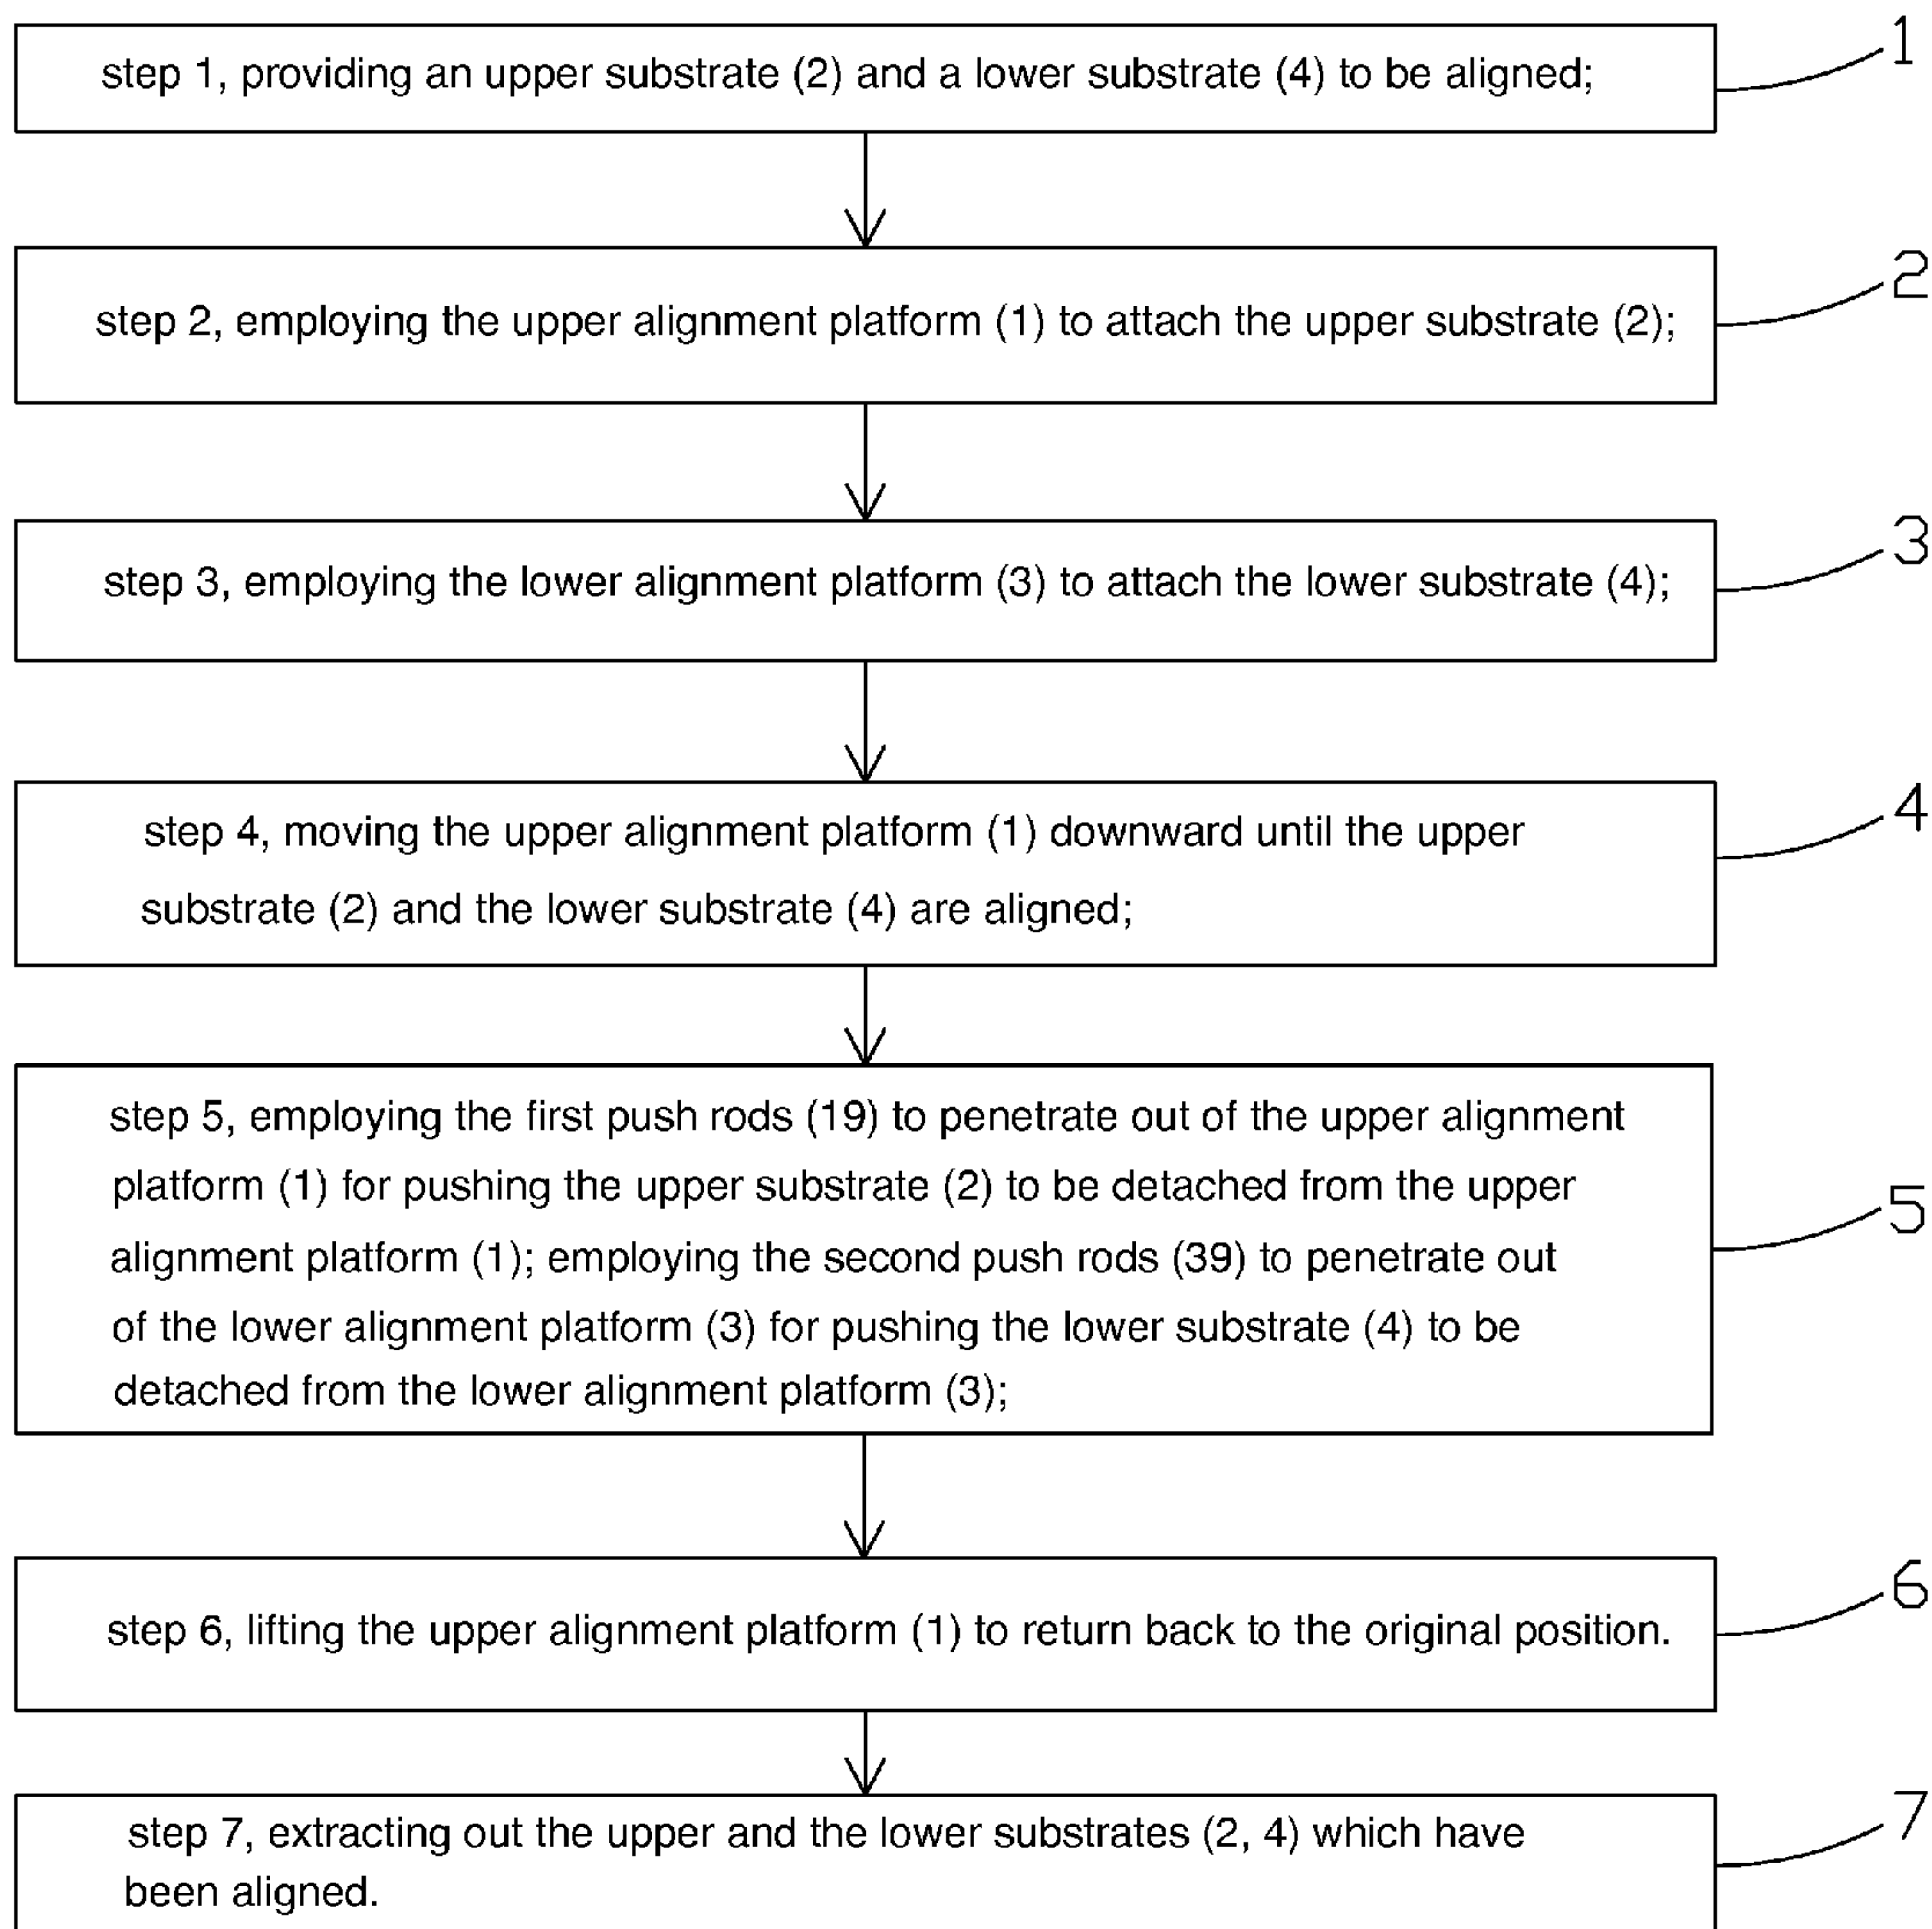 step 1, providing an upper substrate (2) and a lower substrate (4) to be aligned;
1
step 2, employing the upper alignment platform (1) to attach the upper substrate (2);
2
step 3, employing the lower alignment platform (3) to attach the lower substrate (4);
3
step 4, moving the upper alignment platform (1) downward until the upper
substrate (2) and the lower substrate (4) are aligned;
4
step 5, employing the first push rods (19) to penetrate out of the upper alignment
platform (1) for pushing the upper substrate (2) to be detached from the upper
alignment platform (1); employing the second push rods (39) to penetrate out
of the lower alignment platform (3) for pushing the lower substrate (4) to be
detached from the lower alignment platform (3);
5
step 6, lifting the upper alignment platform (1) to return back to the original position.
6
step 7, extracting out the upper and the lower substrates (2, 4) which have
been aligned.
7